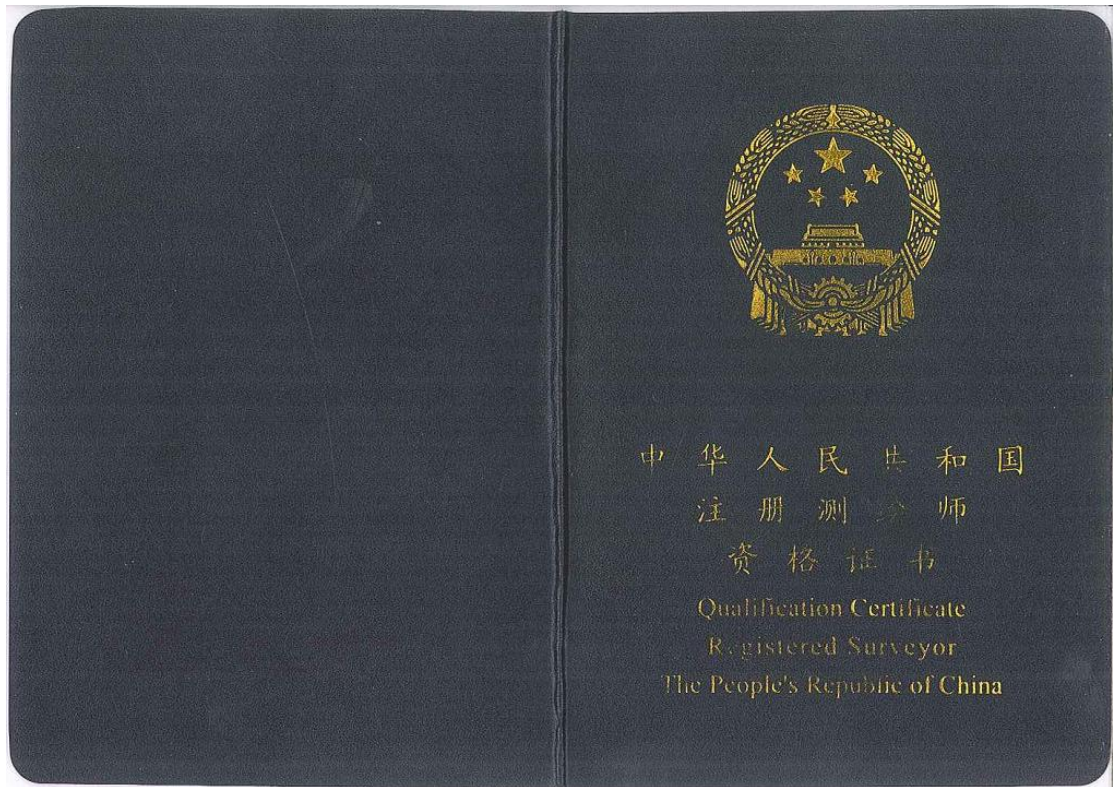 中华人民共和国
注册测绘师
资格证书
Qualification Certificate
Registered Surveyor
The People's Republic of China